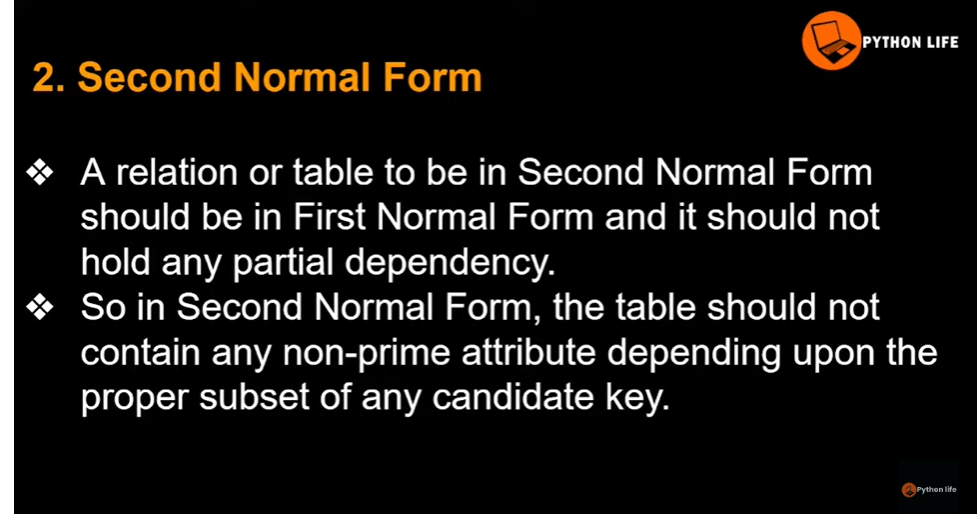 PYTHON LIFE
2. Second Normal Form
❖ A relation or table to be in Second Normal Form
should be in First Normal Form and it should not
hold any partial dependency.
❖ So in Second Normal Form, the table should not
contain any non-prime attribute depending upon the
proper subset of any candidate key.
Python life